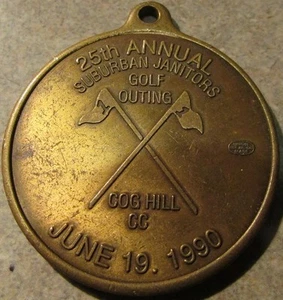 25th ANNUAL
SUBURBAN JANITORS
GOLF
OUTING
COG HILL
CC
JUNE 19. 1990